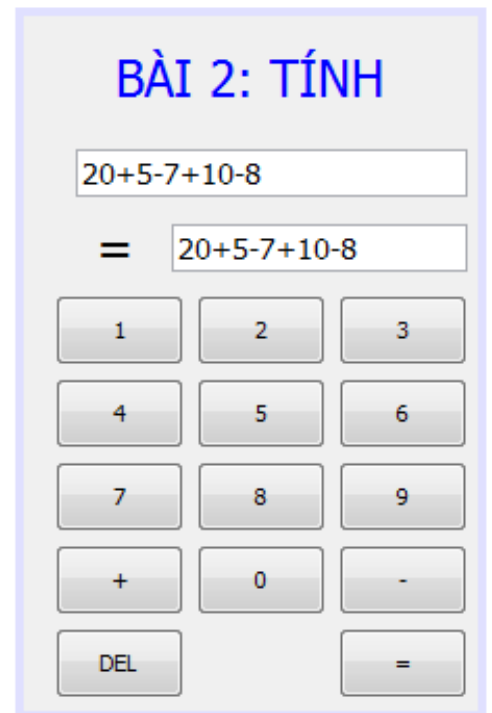 BÀI 2: TÍNH
20+5-7+10-8
= 20+5-7+10-8
1 2 3
4 5 6
7 8 9
+ 0 -
DEL =